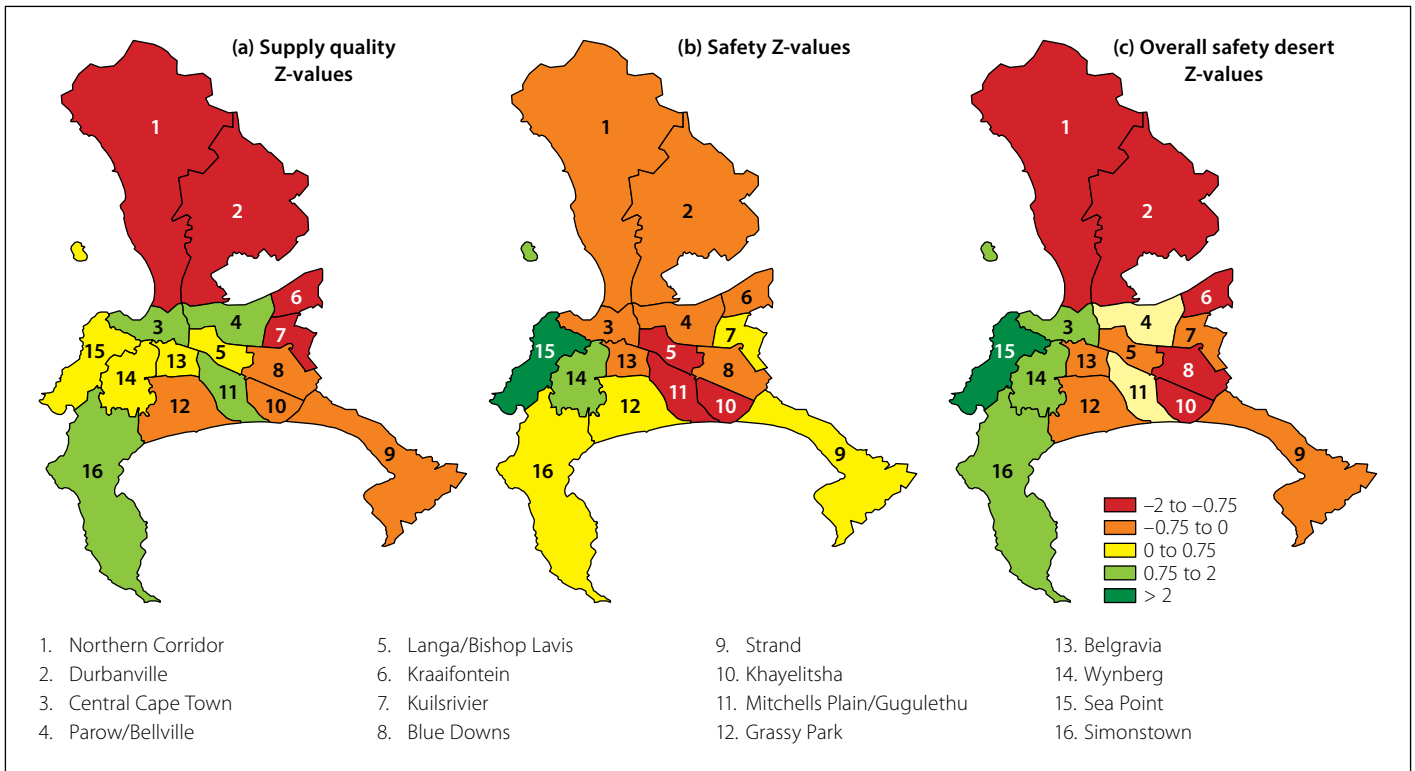 (a) Supply quality
Z-values
1
2
6
3
4
7
15
5
13
14
8
11
12
10
9
16
(b) Safety Z-values
1
2
6
3
4
7
15
5
13
14
8
11
10
12
9
16
(c) Overall safety desert
Z-values
1
2
6
3
4
7
15
5
13
14
8
11
10
12
9
16
–2 to –0.75
–0.75 to 0
0 to 0.75
0.75 to 2
> 2
1. Northern Corridor
2. Durbanville
3. Central Cape Town
4. Parow/Bellville
5. Langa/Bishop Lavis
6. Kraaifontein
7. Kuilsrivier
8. Blue Downs
9. Strand
10. Khayelitsha
11. Mitchells Plain/Gugulethu
12. Grassy Park
13. Belgravia
14. Wynberg
15. Sea Point
16. Simonstown